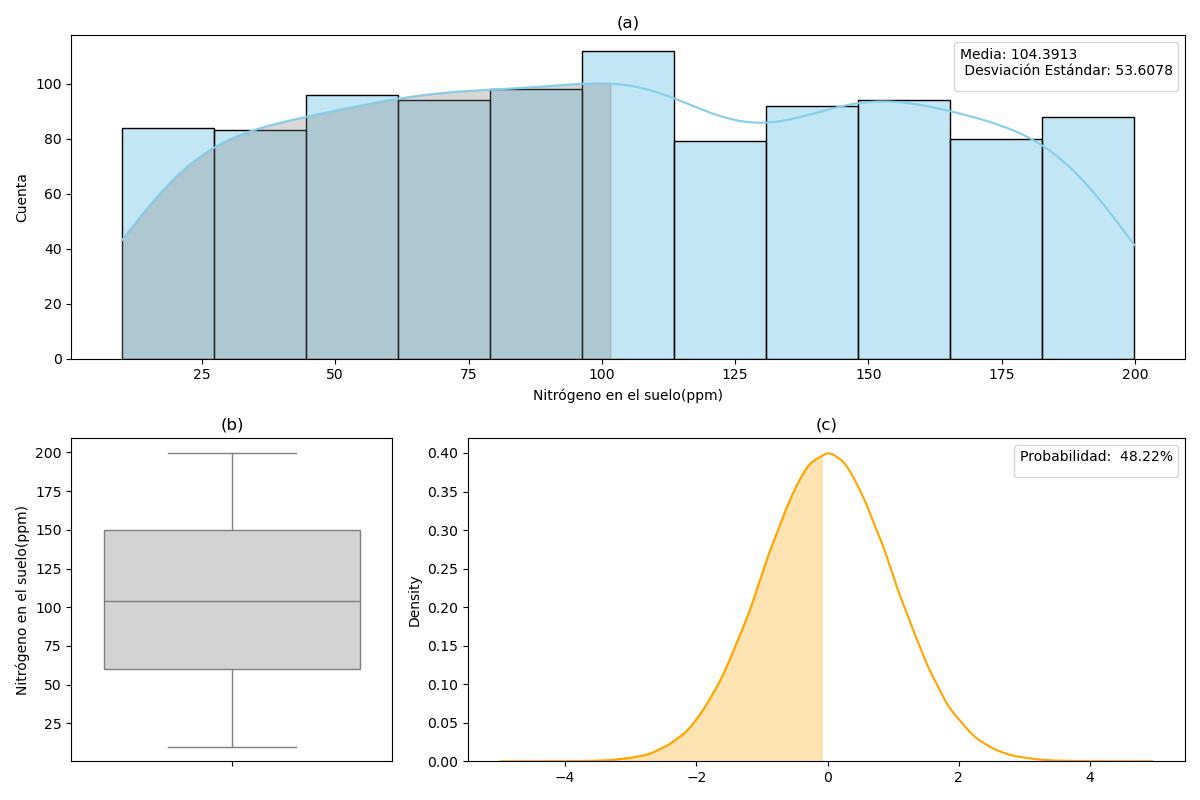 (a)
Media: 104.3913
Desviación Estándar: 53.6078
Cuenta
100
80
60
40
20
0
25 50 75 100 125 150 175 200
Nitrógeno en el suelo(ppm)
(b)
Nitrógeno en el suelo(ppm)
200
175
150
125
100
75
50
25
(c)
Probabilidad: 48.22%
Density
0.40
0.35
0.30
0.25
0.20
0.15
0.10
0.05
0.00
−4 −2 0 2 4